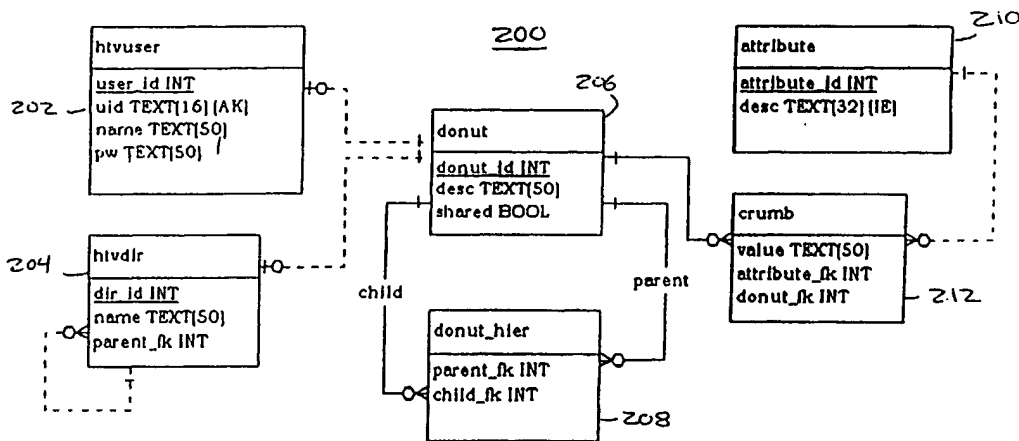 200
210
htvuser
user_id INT
uid TEXT(16) (AK)
name TEXT(50)
pw TEXT(50)
202
206
donut
donut_id INT
desc TEXT(50)
shared BOOL
attribute
attribute_id INT
desc TEXT(32) (IE)
204
htvdir
dir_id INT
name TEXT(50)
parent_fk INT
child
parent
crumb
value TEXT(50)
attribute_fk INT
donut_fk INT
212
donut_hier
parent_fk INT
child_fk INT
208